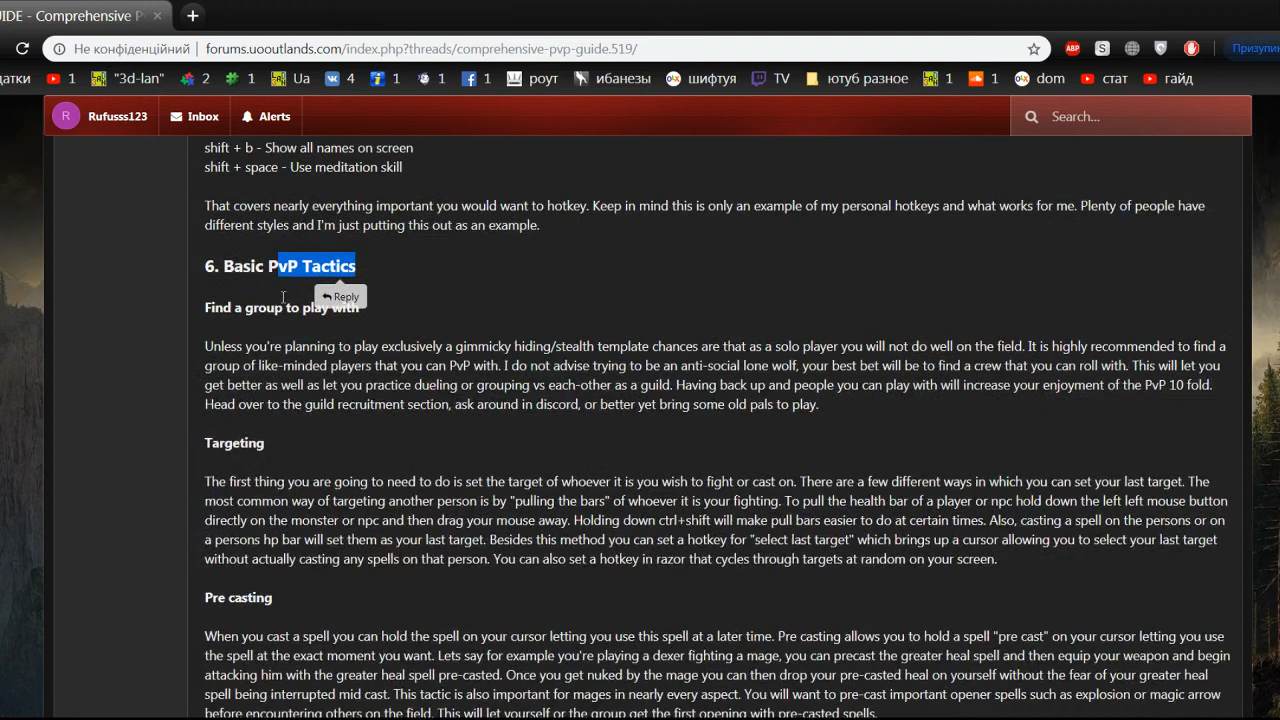 IDE - Comprehensive P
Не конфіденційний forums.uooutlands.com/index.php?threads/comprehensive-pvp-guide.519/
ABP S Призупин
датки 1 "3d-lan" 2 1 Ua 4 1 1 1 роут ибанезы шифтуя TV ютуб разное 1 1 dom стат гайд
R Rufusss123 Inbox Alerts Search...
shift + b - Show all names on screen
shift + space - Use meditation skill
That covers nearly everything important you would want to hotkey. Keep in mind this is only an example of my personal hotkeys and what works for me. Plenty of people have
different styles and I'm just putting this out as an example.
6. Basic PvP Tactics
Reply
Find a group to play with
Unless you're planning to play exclusively a gimmicky hiding/stealth template chances are that as a solo player you will not do well on the field. It is highly recommended to find a
group of like-minded players that you can PvP with. I do not advise trying to be an anti-social lone wolf, your best bet will be to find a crew that you can roll with. This will let you
get better as well as let you practice dueling or grouping vs each-other as a guild. Having back up and people you can play with will increase your enjoyment of the PvP 10 fold.
Head over to the guild recruitment section, ask around in discord, or better yet bring some old pals to play.
Targeting
The first thing you are going to need to do is set the target of whoever it is you wish to fight or cast on. There are a few different ways in which you can set your last target. The
most common way of targeting another person is by "pulling the bars" of whoever it is your fighting. To pull the health bar of a player or npc hold down the left left mouse button
directly on the monster or npc and then drag your mouse away. Holding down ctrl+shift will make pull bars easier to do at certain times. Also, casting a spell on the persons or on
a persons hp bar will set them as your last target. Besides this method you can set a hotkey for "select last target" which brings up a cursor allowing you to select your last target
without actually casting any spells on that person. You can also set a hotkey in razor that cycles through targets at random on your screen.
Pre casting
When you cast a spell you can hold the spell on your cursor letting you use this spell at a later time. Pre casting allows you to hold a spell "pre cast" on your cursor letting you use
the spell at the exact moment you want. Lets say for example you're playing a dexer fighting a mage, you can precast the greater heal spell and then equip your weapon and begin
attacking him with the greater heal spell pre-casted. Once you get nuked by the mage you can then drop your precasted heal on yourself without the fear of your greater heal
spell being interrupted mid cast. This tactic is also important for mages in nearly every aspect. You will want to pre-cast important opener spells such as explosion or magic arrow
before encountering others on the field. This will let yourself or the group get the first opening with pre-casted spells.